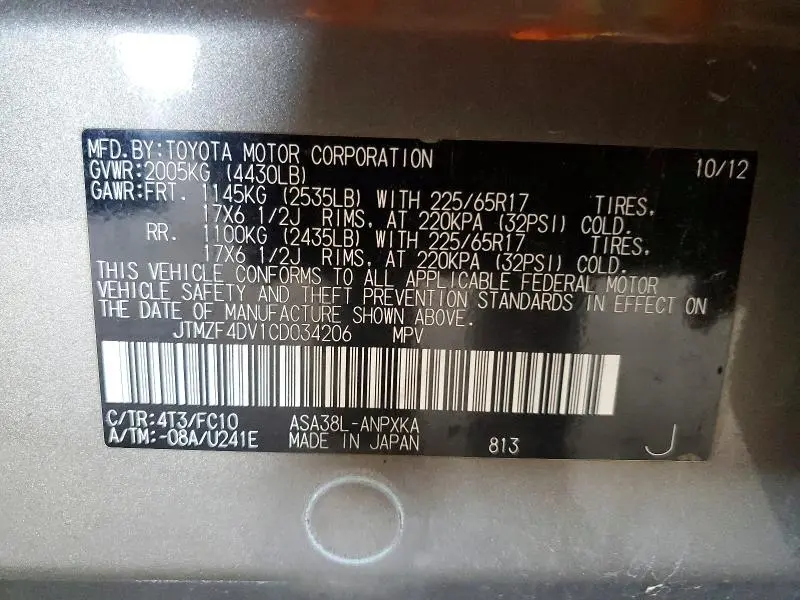 MFD.BY:TOYOTA MOTOR CORPORATION 10/12
GVWR:2005KG (4430LB)
GAWR:FRT. 1145KG (2535LB) WITH 225/65R17 TIRES,
17X6 1/2J RIMS, AT 220KPA (32PSI) COLD.
RR. 1100KG (2435LB) WITH 225/65R17 TIRES,
17X6 1/2J RIMS, AT 220KPA (32PSI) COLD.
THIS VEHICLE CONFORMS TO ALL APPLICABLE FEDERAL MOTOR
VEHICLE SAFETY AND THEFT PREVENTION STANDARDS IN EFFECT ON
THE DATE OF MANUFACTURE SHOWN ABOVE.
JTMZF4DV1CD034206 MPV
C/TR:4T3/FC10 ASA38L-ANPXKA
A/TM:-08A/U241E MADE IN JAPAN 813 J